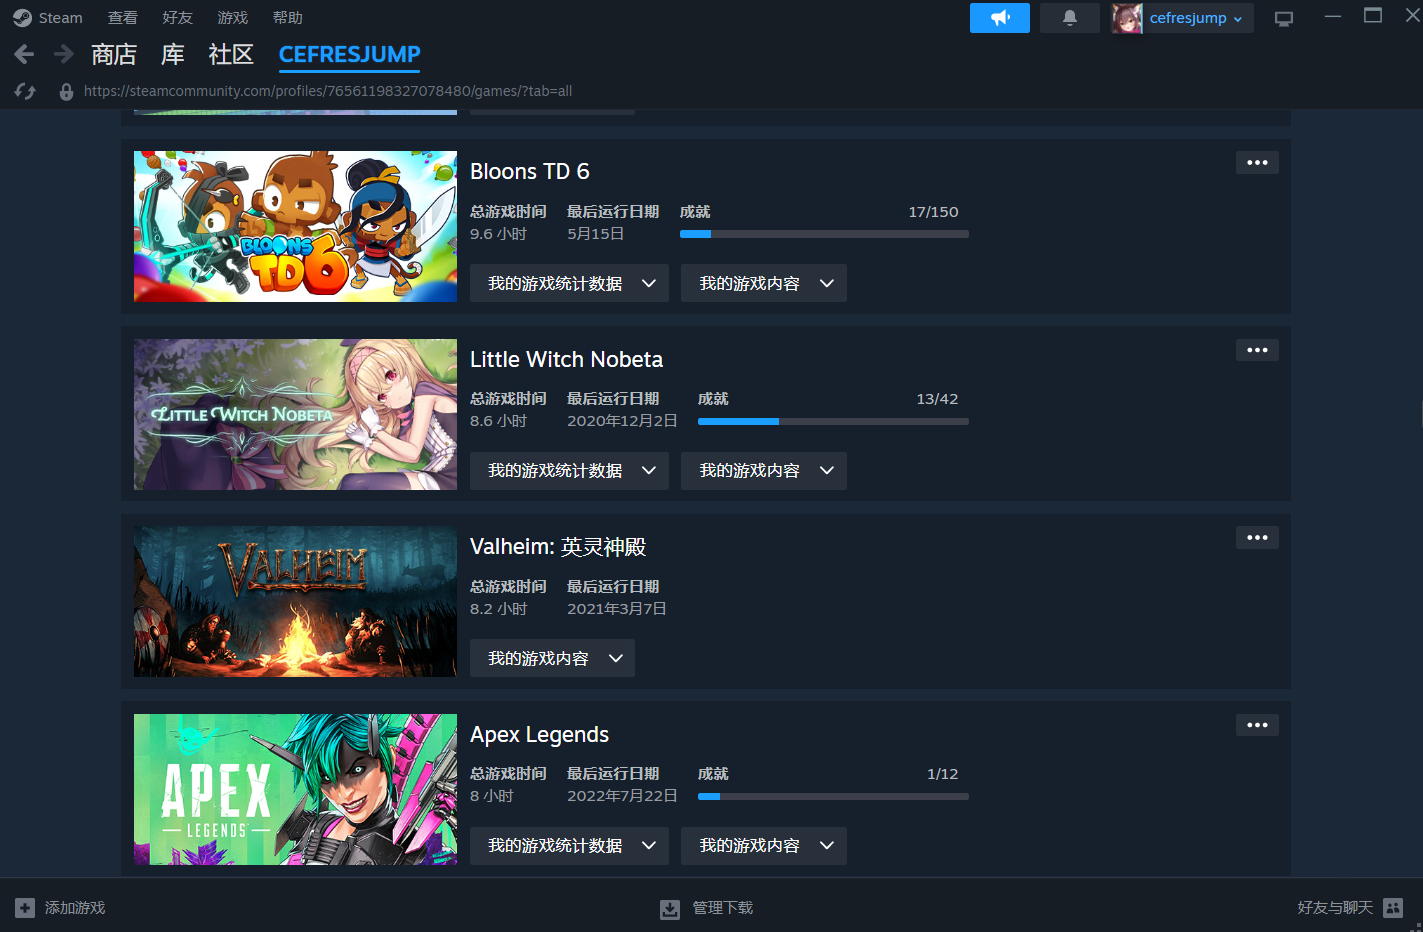 Steam 查看 好友 游戏 帮助 cefresjump
商店 库 社区 CEFRESJUMP
https://steamcommunity.com/profiles/76561198327078480/games/?tab=all
BLOONS
TD6
Bloons TD 6
总游戏时间 最后运行日期 成就 17/150
9.6 小时 5月15日
我的游戏统计数据 我的游戏内容
LITTLE WITCH NOBETA
Little Witch Nobeta
总游戏时间 最后运行日期 成就 13/42
8.6 小时 2020年12月2日
我的游戏统计数据 我的游戏内容
VALHEIM
Valheim: 英灵神殿
总游戏时间 最后运行日期
8.2 小时 2021年3月7日
我的游戏内容
APEX
LEGENDS
Apex Legends
总游戏时间 最后运行日期 成就 1/12
8 小时 2022年7月22日
我的游戏统计数据 我的游戏内容
添加游戏 管理下载 好友与聊天